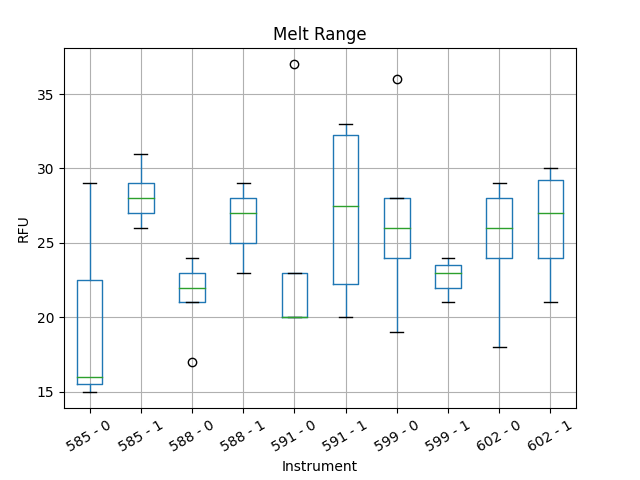 Melt Range
RFU
35
30
25
20
15
585 - 0
585 - 1
588 - 0
588 - 1
591 - 0
591 - 1
599 - 0
599 - 1
602 - 0
602 - 1
Instrument